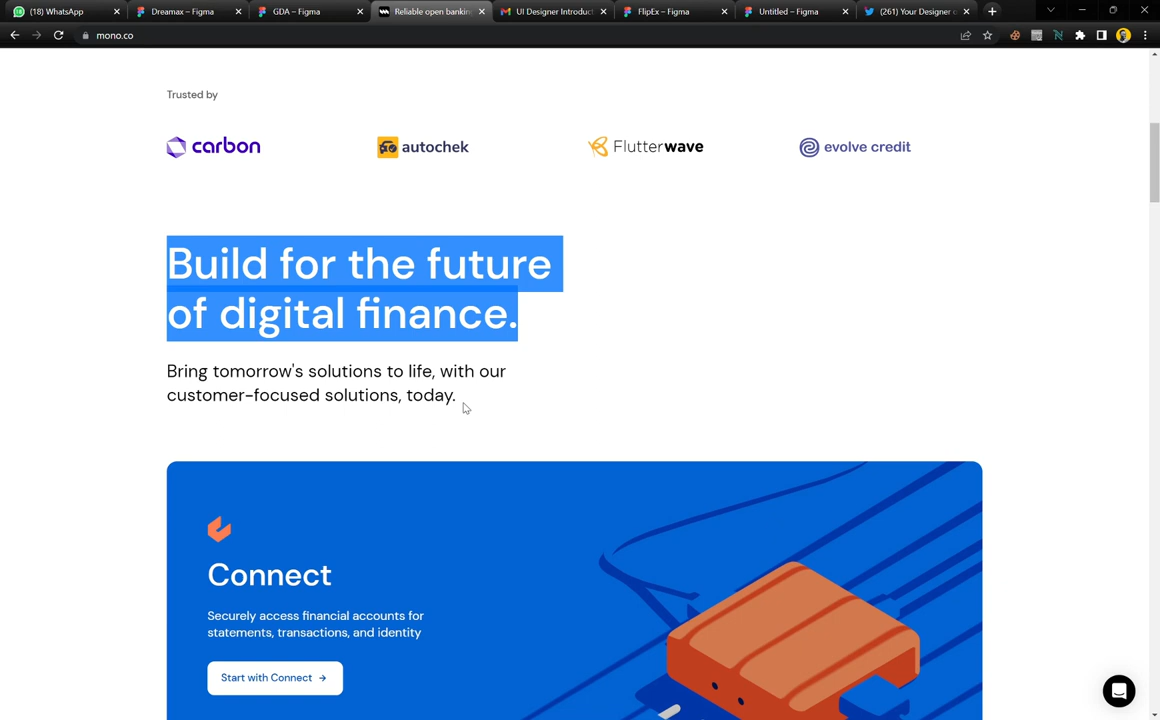 (18) WhatsApp
Dreamax – Figma
GDA – Figma
Reliable open banking
UI Designer Introduct
FlipEx – Figma
Untitled – Figma
(261) Your Designer
mono.co
Trusted by
carbon
autochek
Flutterwave
evolve credit
Build for the future
of digital finance.
Bring tomorrow's solutions to life, with our
customer-focused solutions, today.
Connect
Securely access financial accounts for
statements, transactions, and identity
Start with Connect →